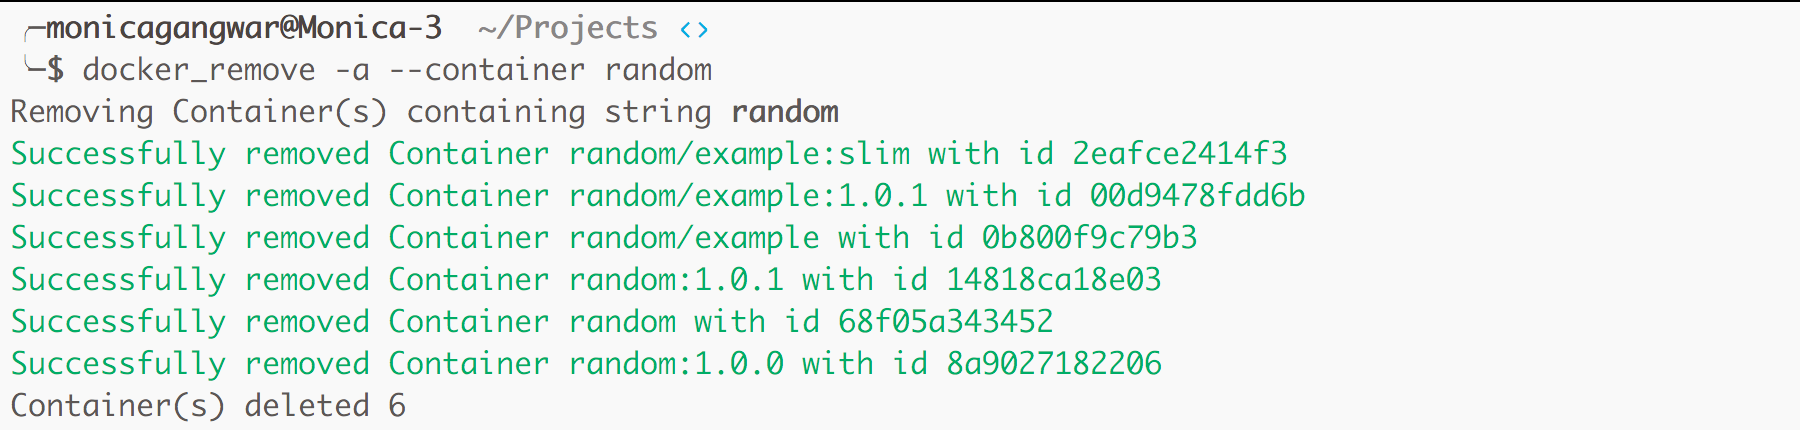 ╭─monicagangwar@Monica-3  ~/Projects <>
╰─$ docker_remove -a --container random
Removing Container(s) containing string random
Successfully removed Container random/example:slim with id 2eafce2414f3
Successfully removed Container random/example:1.0.1 with id 00d9478fdd6b
Successfully removed Container random/example with id 0b800f9c79b3
Successfully removed Container random:1.0.1 with id 14818ca18e03
Successfully removed Container random with id 68f05a343452
Successfully removed Container random:1.0.0 with id 8a9027182206
Container(s) deleted 6